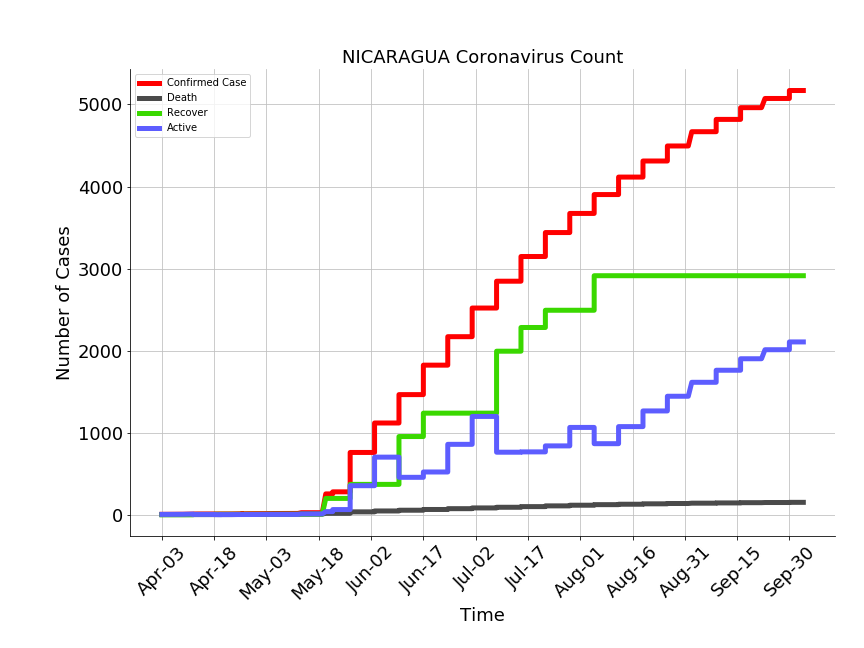 NICARAGUA Coronavirus Count
Confirmed Case
Death
Recover
Active
Number of Cases
5000
4000
3000
2000
1000
0
Apr-03
Apr-18
May-03
May-18
Jun-02
Jun-17
Jul-02
Jul-17
Aug-01
Aug-16
Aug-31
Sep-15
Sep-30
Time